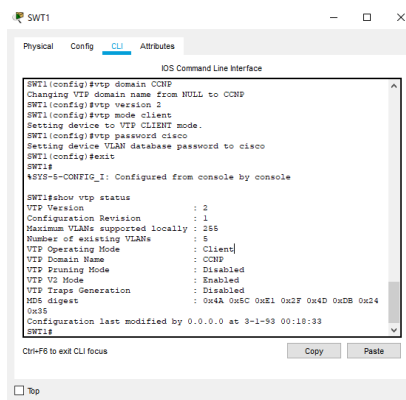 SWT1
Physical Config CLI Attributes
IOS Command Line Interface
SWT1(config)#vtp domain CCNP
Changing VTP domain name from NULL to CCNP
SWT1(config)#vtp version 2
SWT1(config)#vtp mode client
Setting device to VTP CLIENT mode.
SWT1(config)#vtp password cisco
Setting device VLAN database password to cisco
SWT1(config)#exit
SWT1#
%SYS-5-CONFIG_I: Configured from console by console
SWT1#show vtp status
VTP Version : 2
Configuration Revision : 1
Maximum VLANs supported locally : 255
Number of existing VLANs : 5
VTP Operating Mode : Client
VTP Domain Name : CCNP
VTP Pruning Mode : Disabled
VTP V2 Mode : Enabled
VTP Traps Generation : Disabled
MD5 digest : 0x4A 0x5C 0xE1 0x2F 0x4D 0xDB 0x24
0x35
Configuration last modified by 0.0.0.0 at 3-1-93 00:18:33
SWT1#
Ctrl+F6 to exit CLI focus Copy Paste
Top